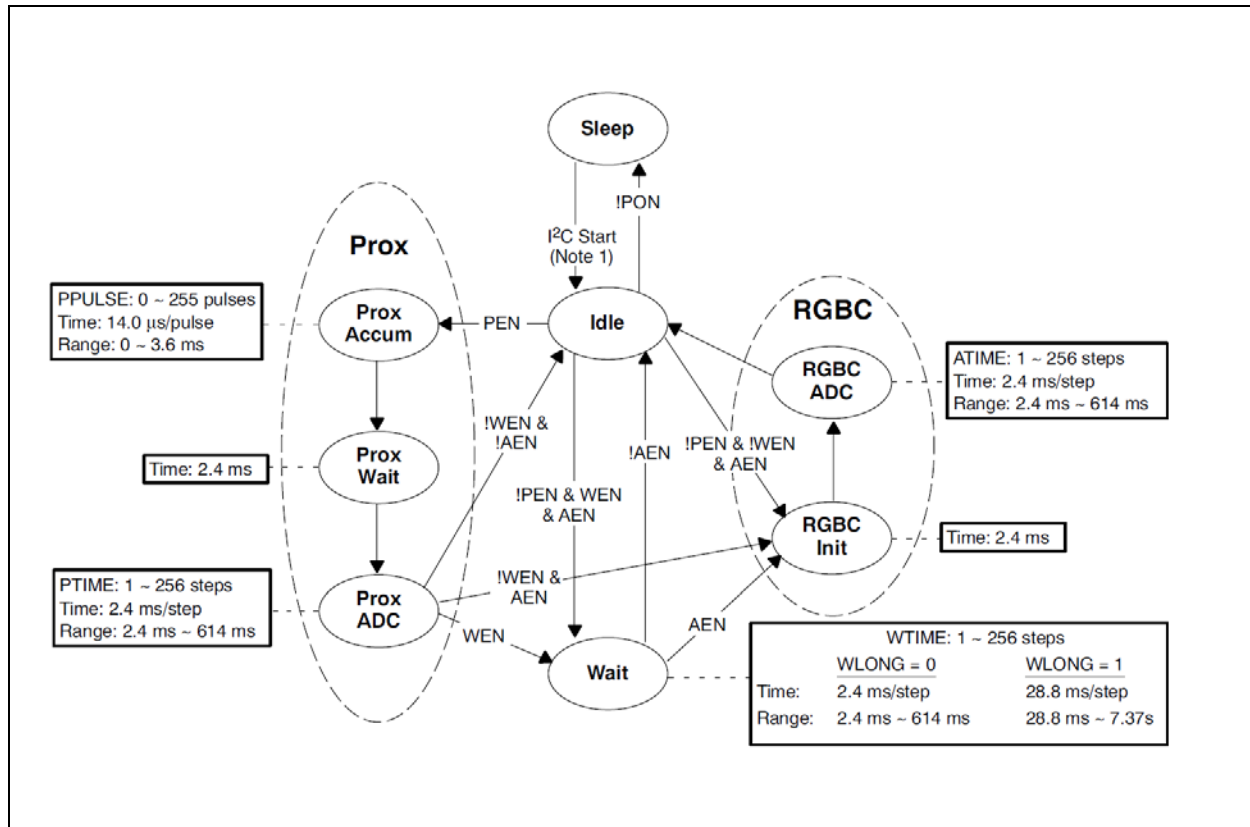 Sleep
!PON
I²C Start
(Note 1)
Prox
PPULSE: 0 ~ 255 pulses
Time: 14.0 μs/pulse
Range: 0 ~ 3.6 ms
Prox
Accum
PEN
Idle
RGBC
RGBC
ADC
ATIME: 1 ~ 256 steps
Time: 2.4 ms/step
Range: 2.4 ms ~ 614 ms
!WEN &
!AEN
!AEN
!PEN & !WEN
& AEN
Time: 2.4 ms
Prox
Wait
!PEN & WEN
& AEN
RGBC
Init
Time: 2.4 ms
PTIME: 1 ~ 256 steps
Time: 2.4 ms/step
Range: 2.4 ms ~ 614 ms
Prox
ADC
!WEN &
AEN
WEN
AEN
Wait
WTIME: 1 ~ 256 steps
WLONG = 0 WLONG = 1
Time: 2.4 ms/step 28.8 ms/step
Range: 2.4 ms ~ 614 ms 28.8 ms ~ 7.37s